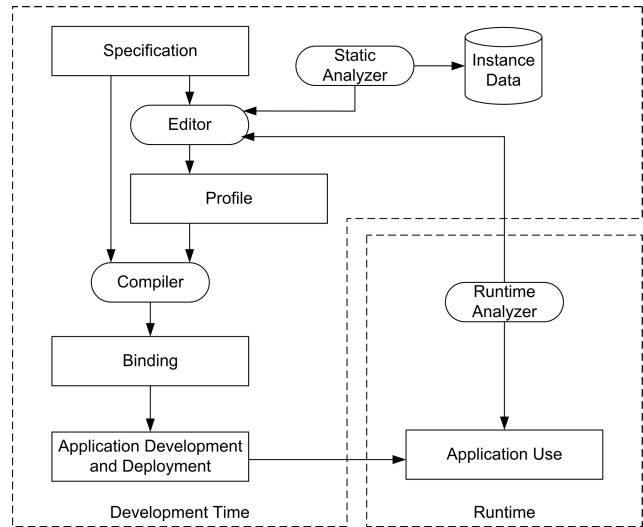 Specification
Static
Analyzer
Instance
Data
Editor
Profile
Compiler
Runtime
Analyzer
Binding
Application Development
and Deployment
Application Use
Development Time
Runtime